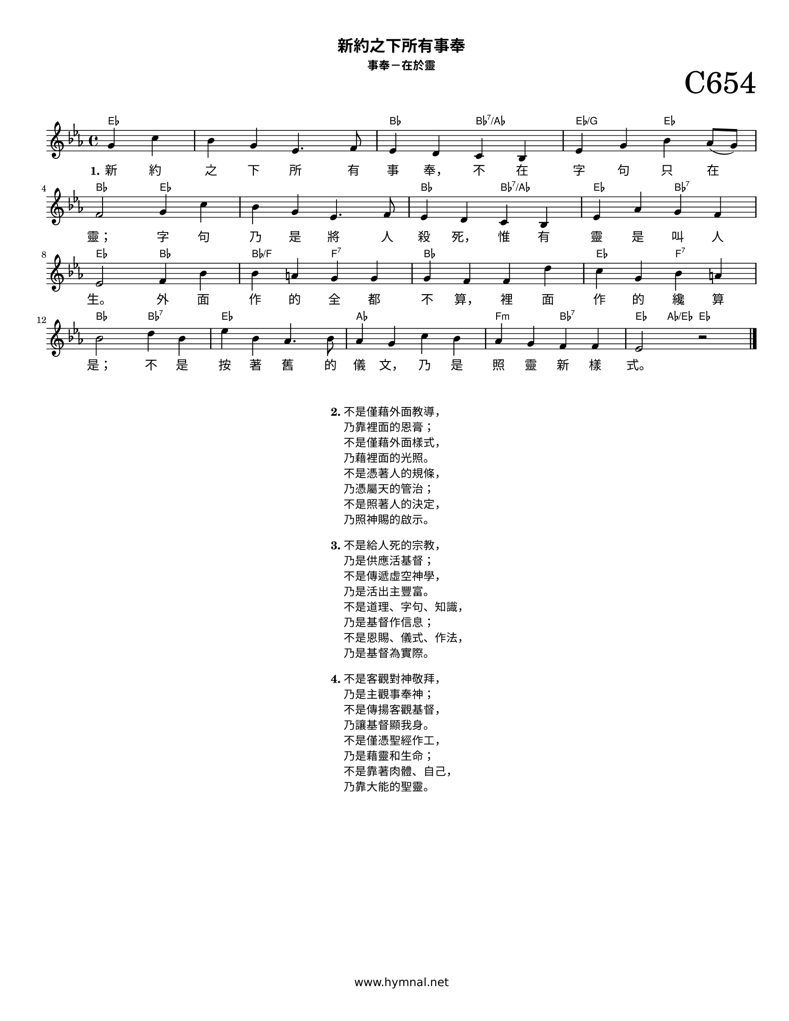 新約之下所有事奉
事奉－在於靈
C654
E♭ B♭ B♭7/A♭ E♭/G E♭
1. 新 約 之 下 所 有 事 奉， 不 在 字 句 只 在
4 B♭ E♭ B♭ B♭7/A♭ E♭ B♭7
靈； 字 句 乃 是 將 人 殺 死， 惟 有 靈 是 叫 人
8 E♭ B♭ B♭/F F7 B♭ E♭ F7
生。 外 面 作 的 全 都 不 算， 裡 面 作 的 纔 算
12 B♭ B♭7 E♭ A♭ Fm B♭7 E♭ A♭/E♭ E♭
是； 不 是 按 著 舊 的 儀 文， 乃 是 照 靈 新 樣 式。
2. 不是僅藉外面教導，
乃靠裡面的恩膏；
不是僅藉外面樣式，
乃藉裡面的光照。
不是憑著人的規條，
乃憑屬天的管治；
不是照著人的決定，
乃照神賜的啟示。
3. 不是給人死的宗教，
乃是供應活基督；
不是傳遞虛空神學，
乃是活出主豐富。
不是道理、字句、知識，
乃是基督作信息；
不是恩賜、儀式、作法，
乃是基督為實際。
4. 不是客觀對神敬拜，
乃是主觀事奉神；
不是傳揚客觀基督，
乃讓基督顯我身。
不是僅憑聖經作工，
乃是藉靈和生命；
不是靠著肉體、自己，
乃靠大能的聖靈。
www.hymnal.net